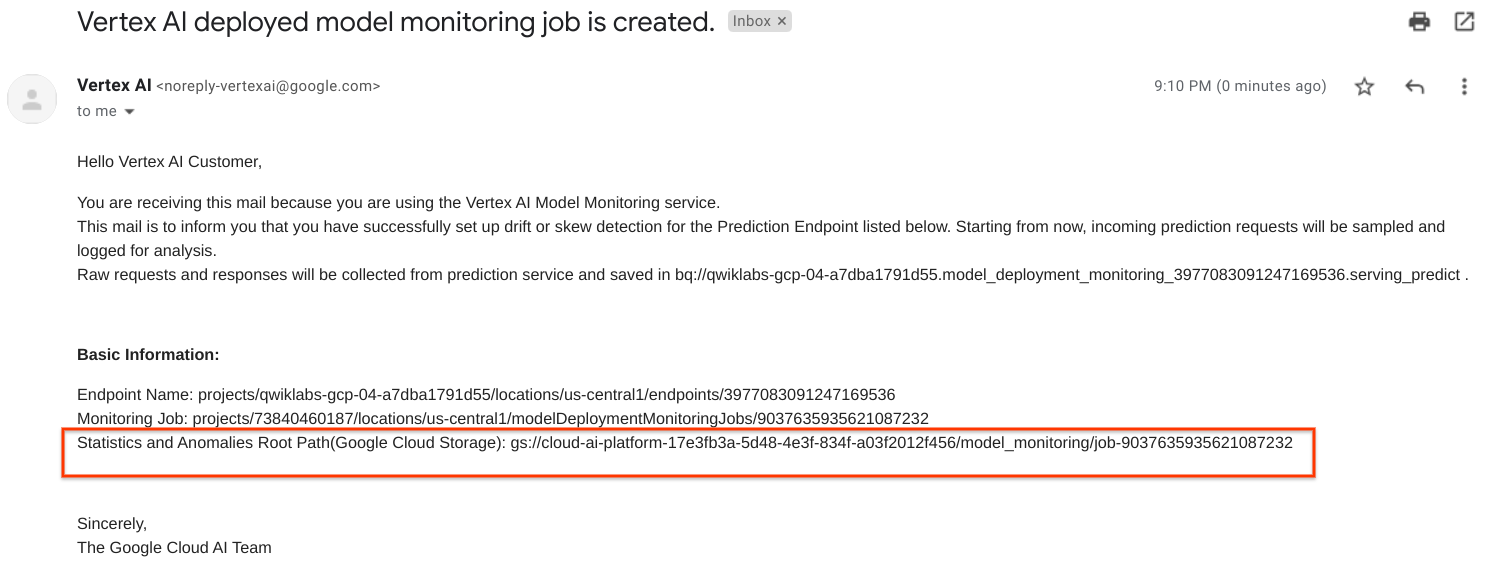 Vertex AI deployed model monitoring job is created. Inbox ×
Vertex AI <noreply-vertexai@google.com> 9:10 PM (0 minutes ago)
to me
Hello Vertex AI Customer,
You are receiving this mail because you are using the Vertex AI Model Monitoring service.
This mail is to inform you that you have successfully set up drift or skew detection for the Prediction Endpoint listed below. Starting from now, incoming prediction requests will be sampled and
logged for analysis.
Raw requests and responses will be collected from prediction service and saved in bq://qwiklabs-gcp-04-a7dba1791d55.model_deployment_monitoring_3977083091247169536.serving_predict .
Basic Information:
Endpoint Name: projects/qwiklabs-gcp-04-a7dba1791d55/locations/us-central1/endpoints/3977083091247169536
Monitoring Job: projects/73840460187/locations/us-central1/modelDeploymentMonitoringJobs/9037635935621087232
Statistics and Anomalies Root Path(Google Cloud Storage): gs://cloud-ai-platform-17e3fb3a-5d48-4e3f-834f-a03f2012f456/model_monitoring/job-9037635935621087232
Sincerely,
The Google Cloud AI Team